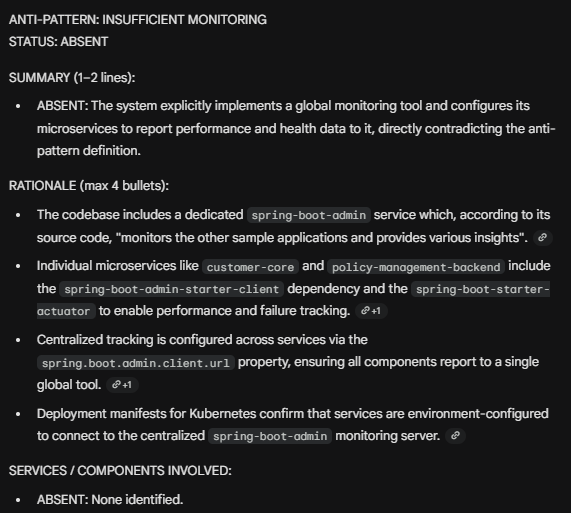 ANTI-PATTERN: INSUFFICIENT MONITORING
STATUS: ABSENT
SUMMARY (1–2 lines):
• ABSENT: The system explicitly implements a global monitoring tool and configures its
microservices to report performance and health data to it, directly contradicting the anti-
pattern definition.
RATIONALE (max 4 bullets):
• The codebase includes a dedicated spring-boot-admin service which, according to its
source code, "monitors the other sample applications and provides various insights".
• Individual microservices like customer-core and policy-management-backend include
the spring-boot-admin-starter-client dependency and the spring-boot-starter-
actuator to enable performance and failure tracking. +1
• Centralized tracking is configured across services via the
spring.boot.admin.client.url property, ensuring all components report to a single
global tool. +1
• Deployment manifests for Kubernetes confirm that services are environment-configured
to connect to the centralized spring-boot-admin monitoring server.
SERVICES / COMPONENTS INVOLVED:
• ABSENT: None identified.